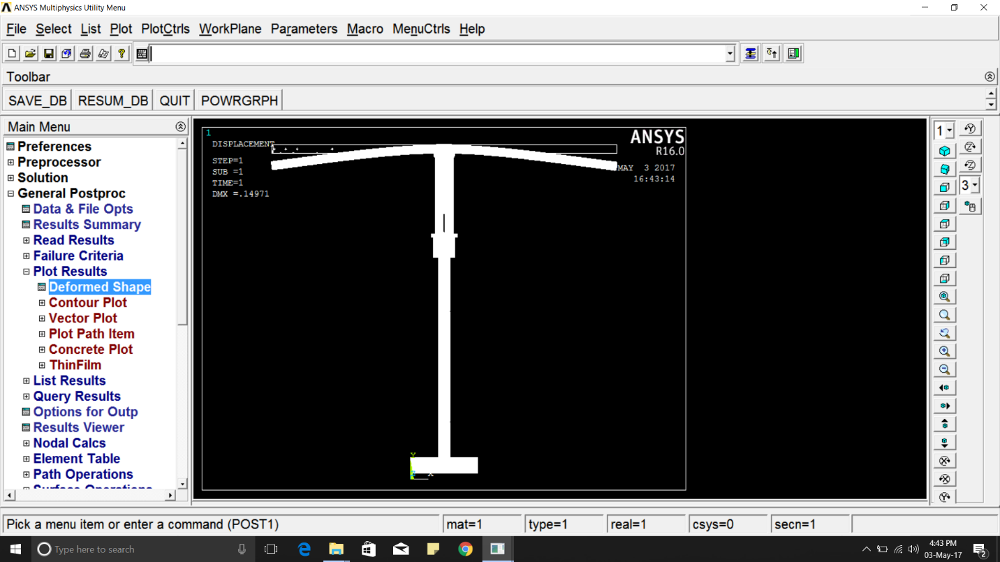 ANSYS Multiphysics Utility Menu
File Select List Plot PlotCtrls WorkPlane Parameters Macro MenuCtrls Help
Toolbar
SAVE_DB RESUM_DB QUIT POWRGRPH
Main Menu
Preferences
Preprocessor
Solution
General Postproc
Data & File Opts
Results Summary
Read Results
Failure Criteria
Plot Results
Deformed Shape
Contour Plot
Vector Plot
Plot Path Item
Concrete Plot
ThinFilm
List Results
Query Results
Options for Outp
Results Viewer
Nodal Calcs
Element Table
Path Operations
Surface Operations
1
DISPLACEMENT
STEP=1
SUB =1
TIME=1
DMX =.14971
ANSYS
R16.0
MAY 3 2017
16:43:14
Y
X
1
3
Pick a menu item or enter a command (POST1)
mat=1
type=1
real=1
csys=0
secn=1
Type here to search
4:43 PM
03-May-17
2